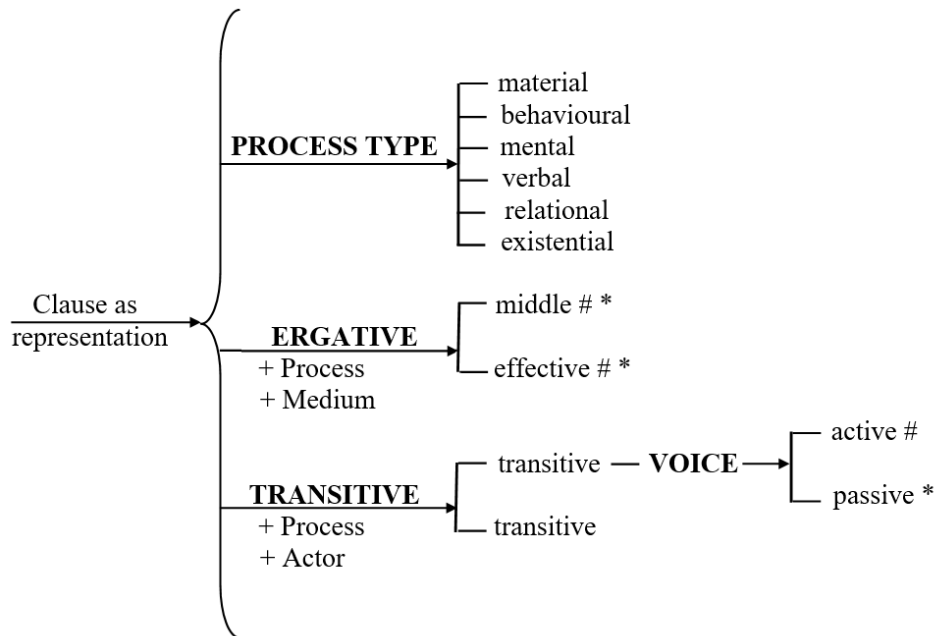 material
behavioural
PROCESS TYPE
mental
verbal
relational
existential
Clause as
representation
middle # *
ERGATIVE
effective # *
+ Process
+ Medium
active #
transitive
VOICE
TRANSITIVE
passive *
+ Process
transitive
+ Actor